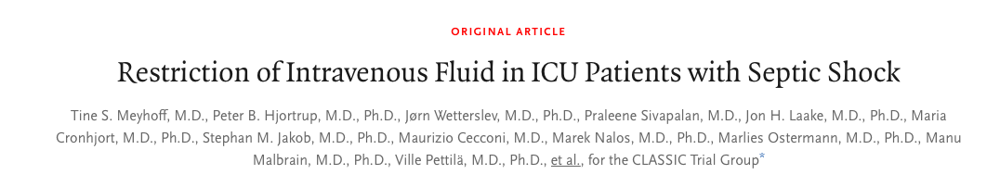 ORIGINAL ARTICLE
Restriction of Intravenous Fluid in ICU Patients with Septic Shock
Tine S. Meyhoff, M.D., Peter B. Hjortrup, M.D., Ph.D., Jørn Wetterslev, M.D., Ph.D., Praleene Sivapalan, M.D., Jon H. Laake, M.D., Ph.D., Maria
Cronhjort, M.D., Ph.D., Stephan M. Jakob, M.D., Ph.D., Maurizio Cecconi, M.D., Marek Nalos, M.D., Ph.D., Marlies Ostermann, M.D., Ph.D., Manu
Malbrain, M.D., Ph.D., Ville Pettilä, M.D., Ph.D., et al., for the CLASSIC Trial Group*